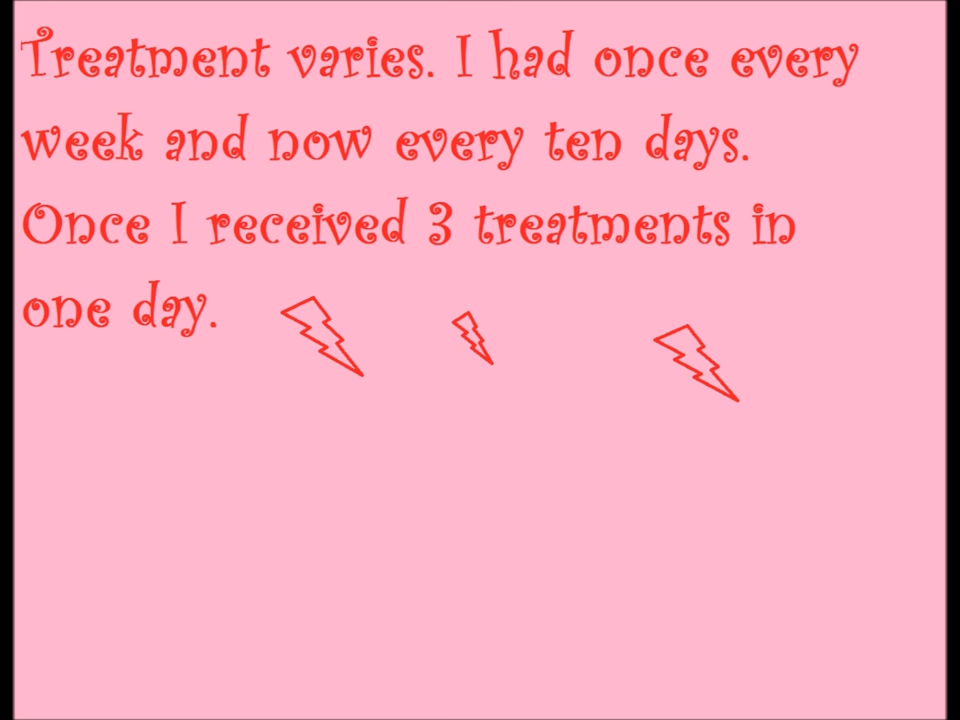 Treatment varies. I had once every
week and now every ten days.
Once I received 3 treatments in
one day.